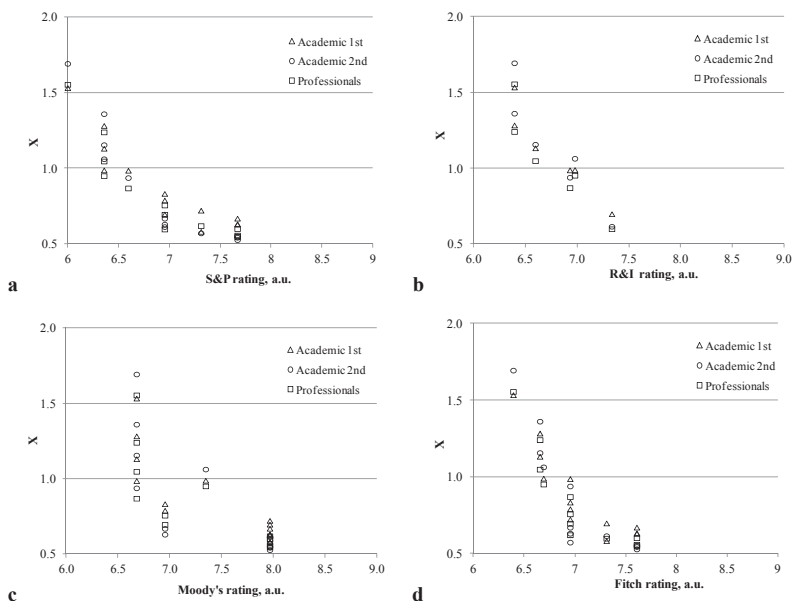 2.0
1.5
1.0
0.5
X
6
6.5
7
7.5
8
8.5
9
S&P rating, a.u.
Academic 1st
Academic 2nd
Professionals
a
2.0
1.5
1.0
0.5
X
6.0
6.5
7.0
7.5
8.0
8.5
9.0
R&I rating, a.u.
Academic 1st
Academic 2nd
Professionals
b
2.0
1.5
1.0
0.5
X
6.0
6.5
7.0
7.5
8.0
8.5
9.0
Moody's rating, a.u.
Academic 1st
Academic 2nd
Professionals
c
2.0
1.5
1.0
0.5
X
6
6.5
7
7.5
8
8.5
9
Fitch rating, a.u.
Academic 1st
Academic 2nd
Professionals
d